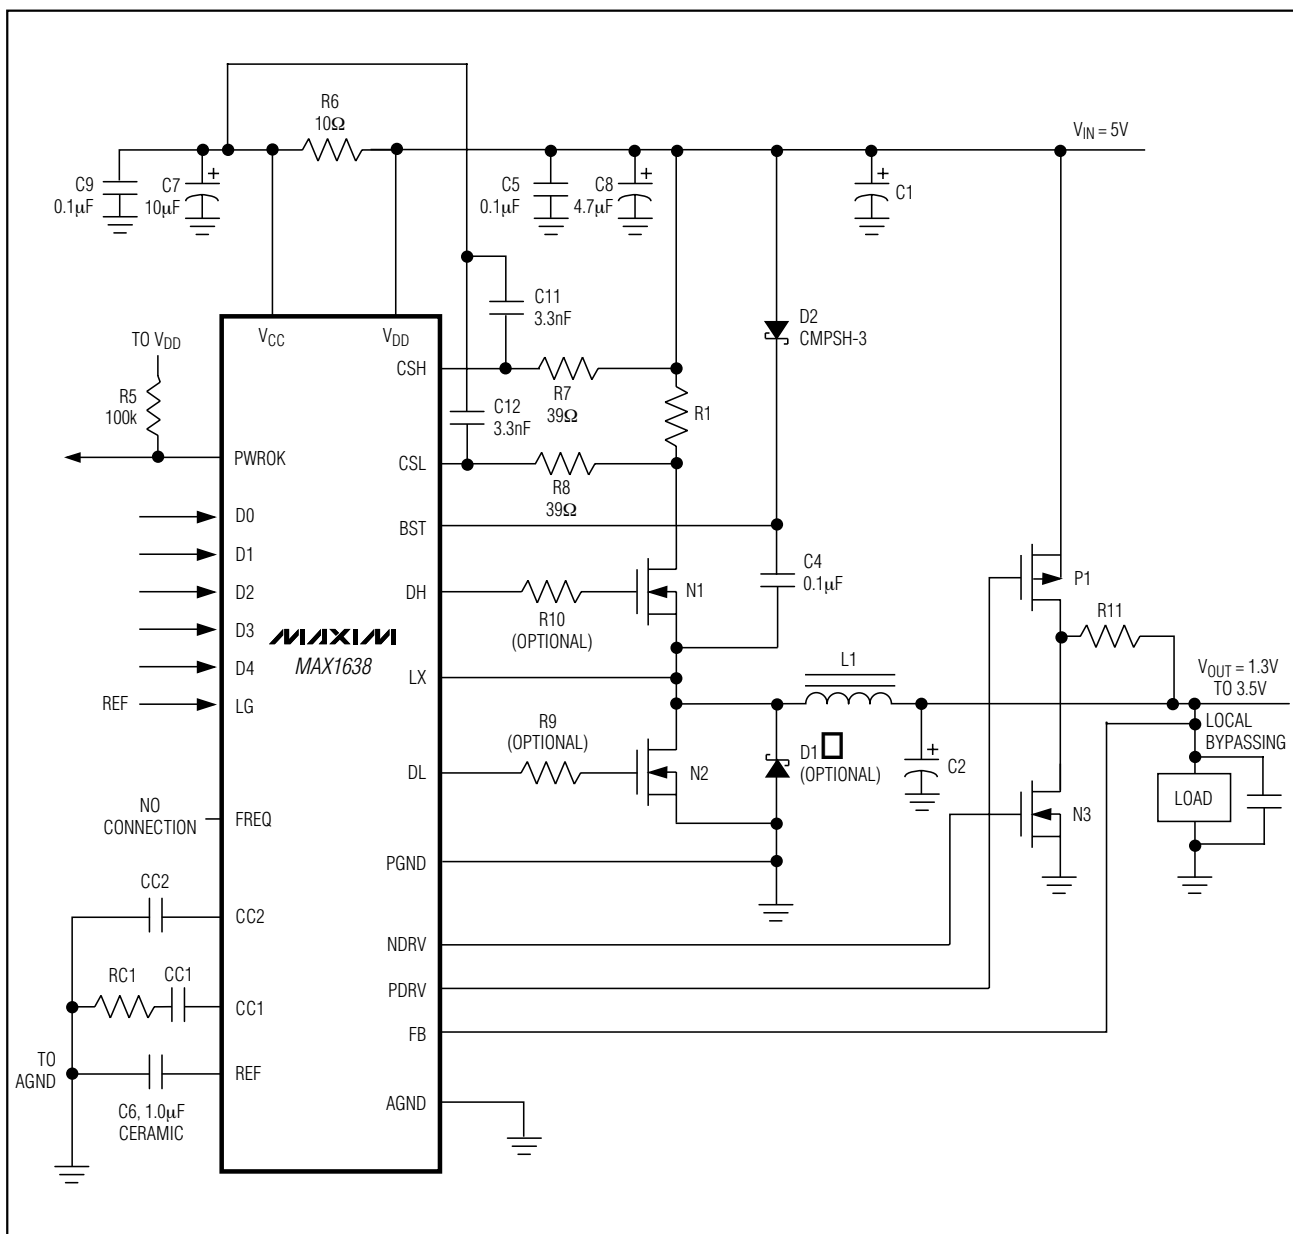 R6
10Ω
V_IN = 5V
C9
0.1µF
C7
10µF
+
C5
0.1µF
C8
4.7µF
+
+
C1
C11
3.3nF
D2
CMPSH-3
TO V_DD
V_CC
V_DD
CSH
R7
39Ω
R1
R5
100k
C12
3.3nF
PWROK
CSL
R8
39Ω
D0
BST
D1
C4
0.1µF
D2
DH
R10
(OPTIONAL)
N1
P1
D3
MAXIM
MAX1638
R11
D4
LX
L1
V_OUT = 1.3V
TO 3.5V
REF
LG
R9
(OPTIONAL)
LOCAL
BYPASSING
DL
N2
D1
(OPTIONAL)
+
C2
LOAD
NO
CONNECTION
FREQ
N3
PGND
CC2
CC2
NDRV
RC1
CC1
CC1
PDRV
FB
TO
AGND
REF
C6, 1.0µF
CERAMIC
AGND